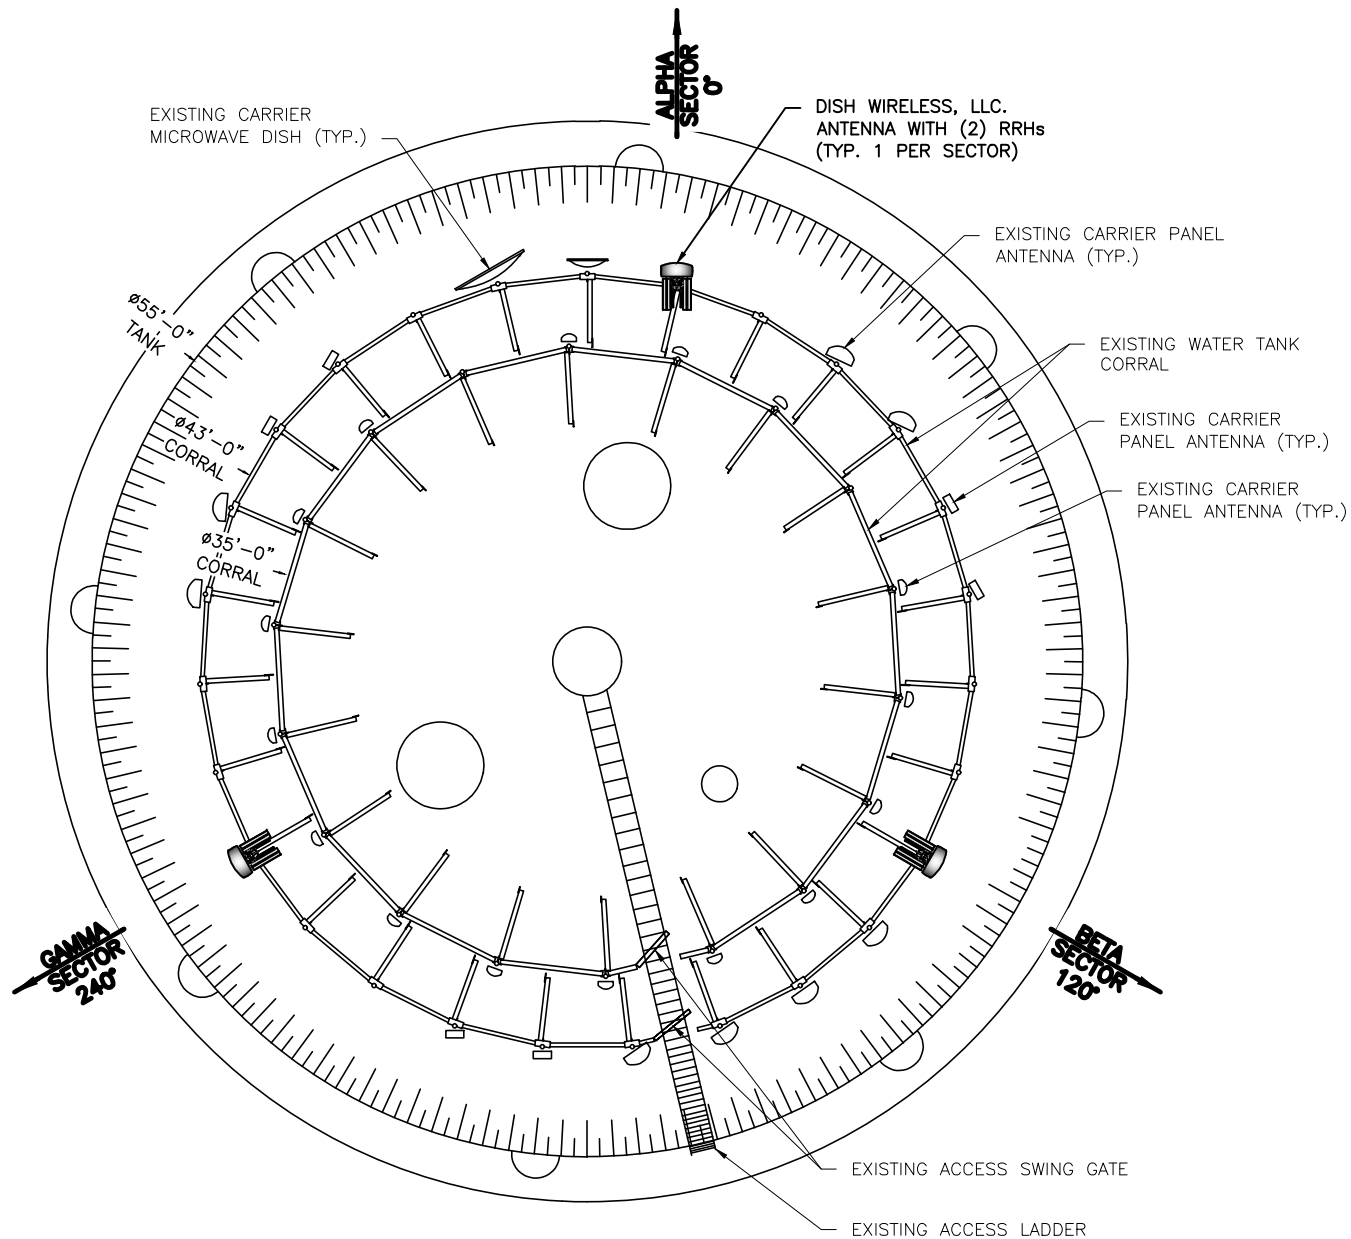 ALPHA
SECTOR
0°
EXISTING CARRIER
MICROWAVE DISH (TYP.)
DISH WIRELESS, LLC.
ANTENNA WITH (2) RRHs
(TYP. 1 PER SECTOR)
EXISTING CARRIER PANEL
ANTENNA (TYP.)
ø55'-0"
TANK
EXISTING WATER TANK
CORRAL
ø43'-0"
CORRAL
EXISTING CARRIER
PANEL ANTENNA (TYP.)
EXISTING CARRIER
PANEL ANTENNA (TYP.)
ø35'-0"
CORRAL
GAMMA
SECTOR
240°
BETA
SECTOR
120°
EXISTING ACCESS SWING GATE
EXISTING ACCESS LADDER